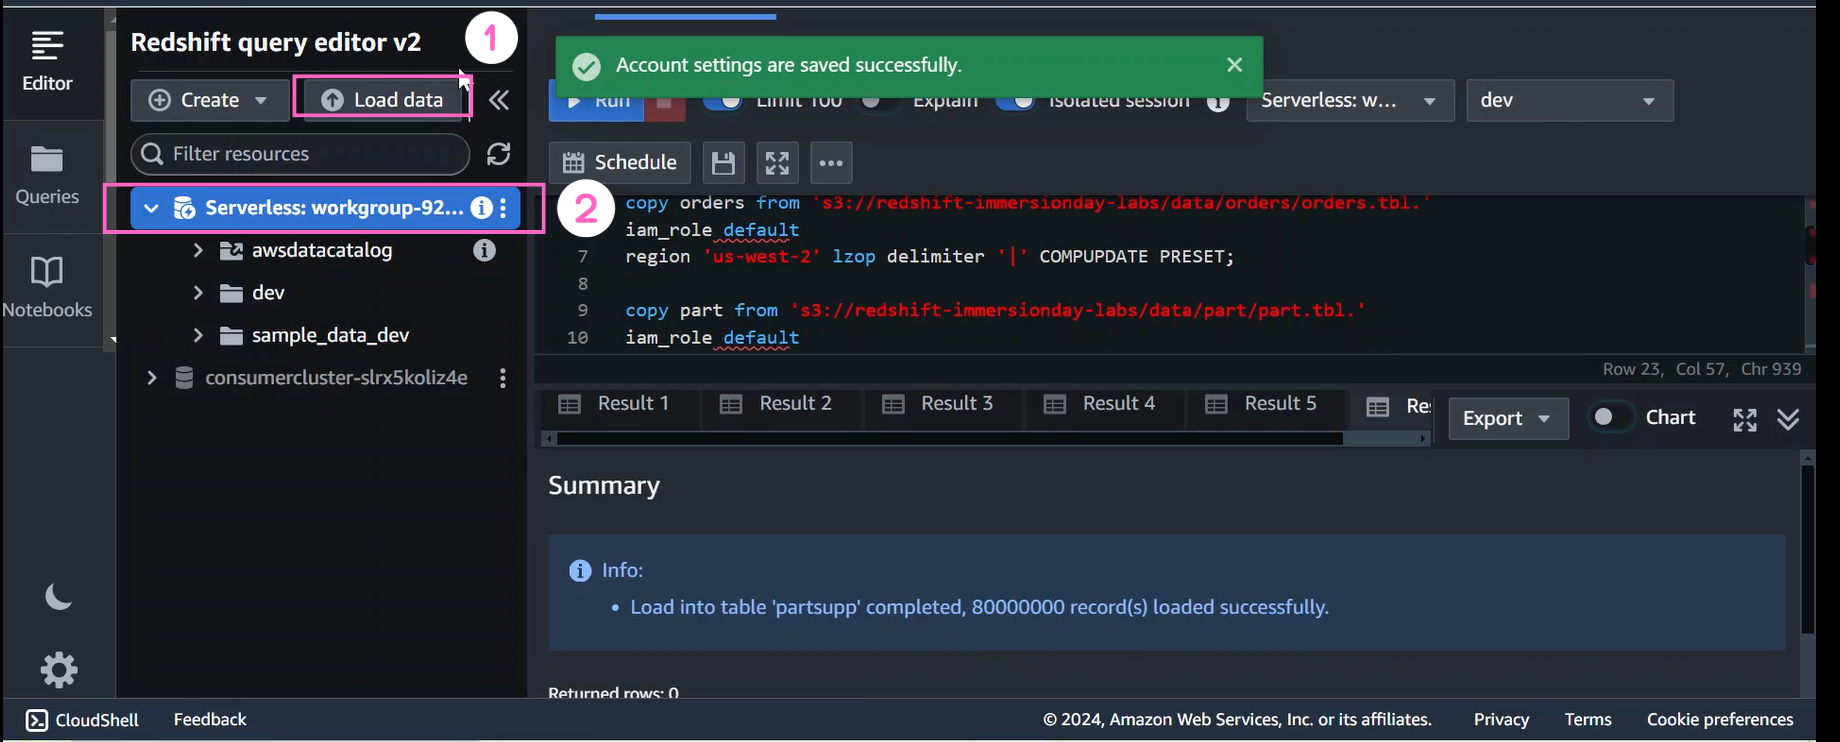 Redshift query editor v2
1
Editor
Create
Load data
Filter resources
Queries
Serverless: workgroup-92...
2
awsdatacatalog
dev
sample_data_dev
consumercluster-slrx5koliz4e
Notebooks
Account settings are saved successfully.
Run
Limit 100
Explain
Isolated session
Serverless: w...
dev
Schedule
copy orders from 's3://redshift-immersionday-labs/data/orders/orders.tbl.'
iam_role default
7 region 'us-west-2' lzop delimiter '|' COMPUPDATE PRESET;
8
9 copy part from 's3://redshift-immersionday-labs/data/part/part.tbl.'
10 iam_role default
Row 23, Col 57, Chr 939
Result 1
Result 2
Result 3
Result 4
Result 5
Export
Chart
Summary
Info:
• Load into table 'partsupp' completed, 80000000 record(s) loaded successfully.
Returned rows: 0
CloudShell
Feedback
© 2024, Amazon Web Services, Inc. or its affiliates.
Privacy
Terms
Cookie preferences